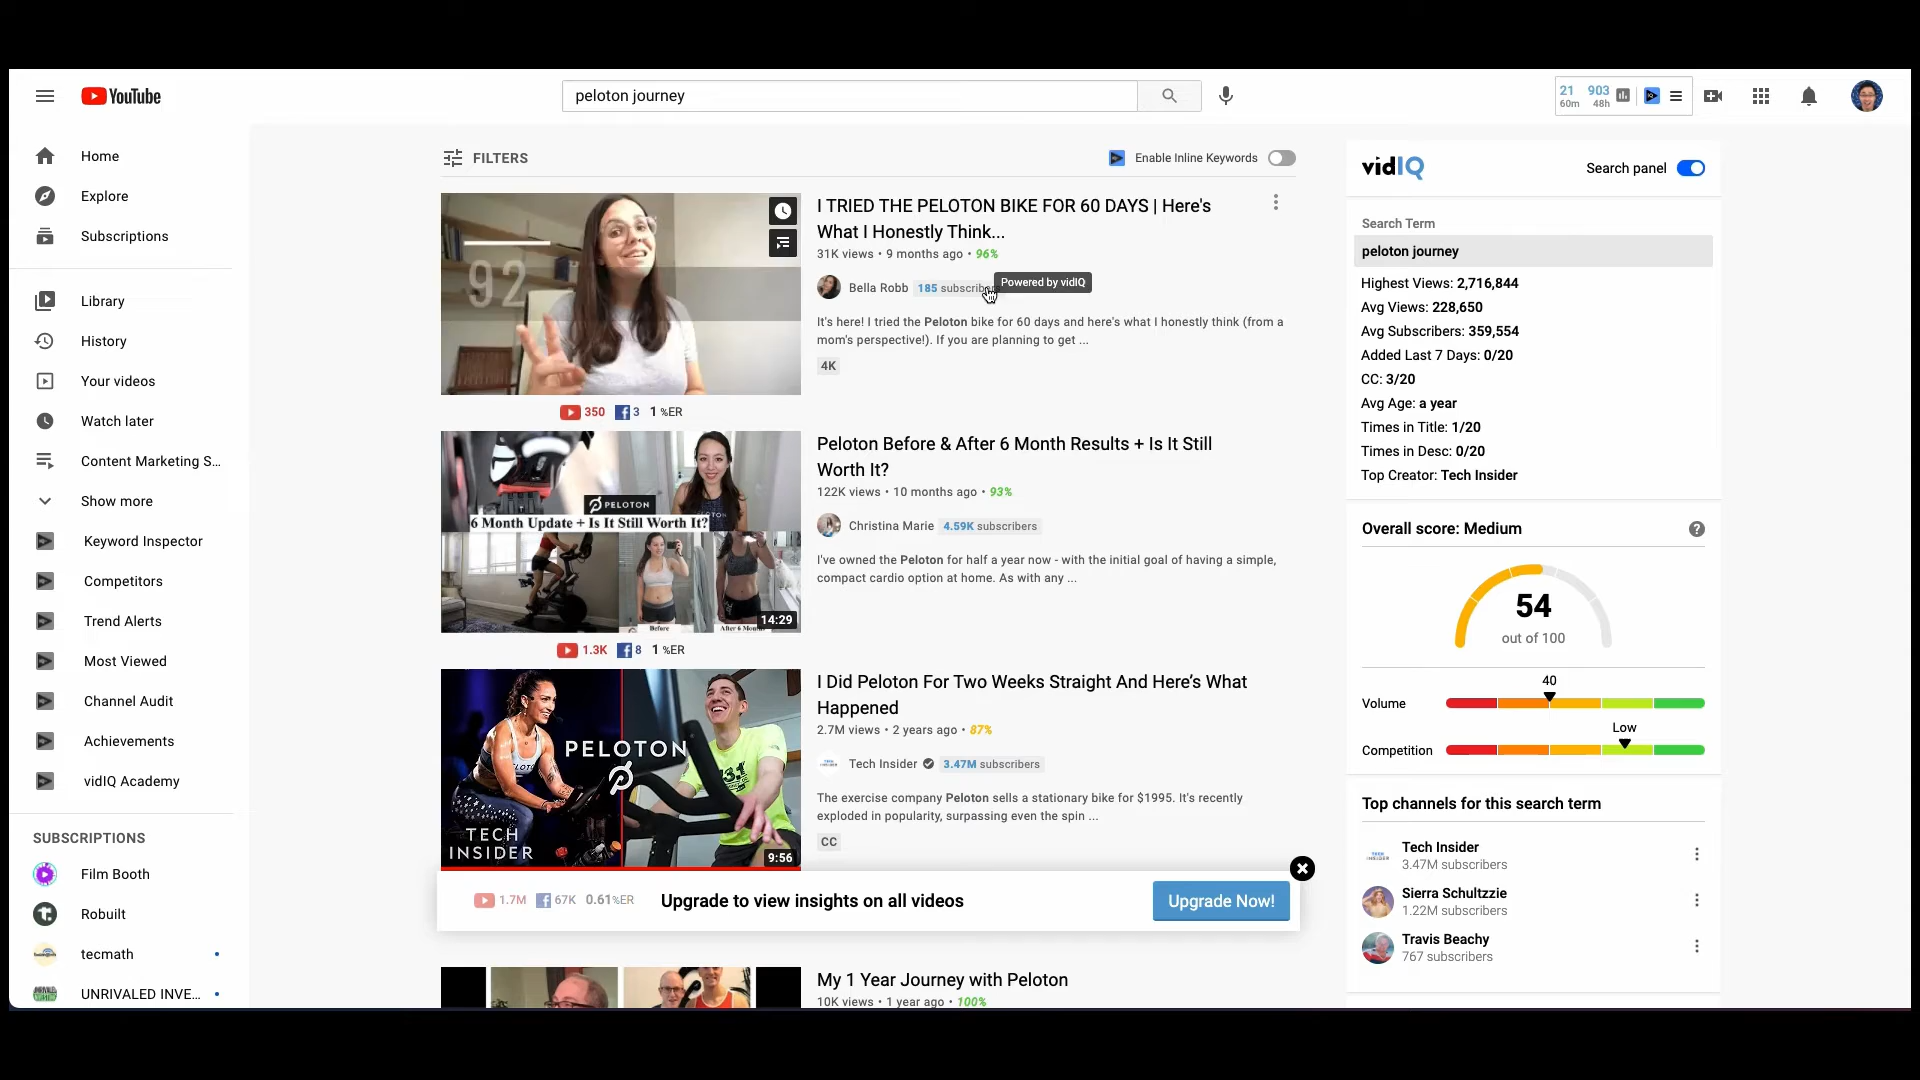 YouTube
peloton journey
21 903
60m 48h
Home
Explore
Subscriptions
Library
History
Your videos
Watch later
Content Marketing S...
Show more
Keyword Inspector
Competitors
Trend Alerts
Most Viewed
Channel Audit
Achievements
vidIQ Academy
SUBSCRIPTIONS
Film Booth
Robuilt
tecmath
UNRIVALED INVE...
FILTERS
Enable Inline Keywords
92
I TRIED THE PELOTON BIKE FOR 60 DAYS | Here's
What I Honestly Think...
31K views • 9 months ago • 96%
Powered by vidIQ
Bella Robb 185 subscribers
It's here! I tried the Peloton bike for 60 days and here's what I honestly think (from a
mom's perspective!). If you are planning to get ...
4K
350 3 1 %ER
PELOTON
6 Month Update + Is It Still Worth It?
Before After 6 Month
14:29
Peloton Before & After 6 Month Results + Is It Still
Worth It?
122K views • 10 months ago • 93%
Christina Marie 4.59K subscribers
I've owned the Peloton for half a year now - with the initial goal of having a simple,
compact cardio option at home. As with any ...
1.3K 8 1 %ER
PELOTON
TECH
INSIDER
9:56
I Did Peloton For Two Weeks Straight And Here’s What
Happened
2.7M views • 2 years ago • 87%
Tech Insider 3.47M subscribers
The exercise company Peloton sells a stationary bike for $1995. It's recently
exploded in popularity, surpassing even the spin ...
CC
1.7M 67K 0.61%ER Upgrade to view insights on all videos Upgrade Now!
My 1 Year Journey with Peloton
10K views • 1 year ago • 100%
vidIQ
Search panel
Search Term
peloton journey
Highest Views: 2,716,844
Avg Views: 228,650
Avg Subscribers: 359,554
Added Last 7 Days: 0/20
CC: 3/20
Avg Age: a year
Times in Title: 1/20
Times in Desc: 0/20
Top Creator: Tech Insider
Overall score: Medium
54
out of 100
40
Volume
Low
Competition
Top channels for this search term
Tech Insider
3.47M subscribers
Sierra Schultzzie
1.22M subscribers
Travis Beachy
767 subscribers